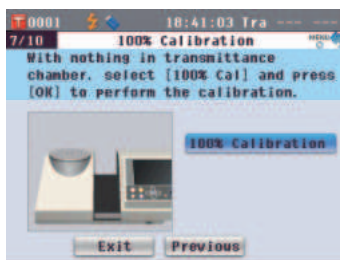 T 0001 18:41:03 Tra --- ---
7/10 100% Calibration MENU
With nothing in transmittance
chamber. select [100% Cal] and press
[OK] to perform the calibration.
100% Calibration
Exit Previous